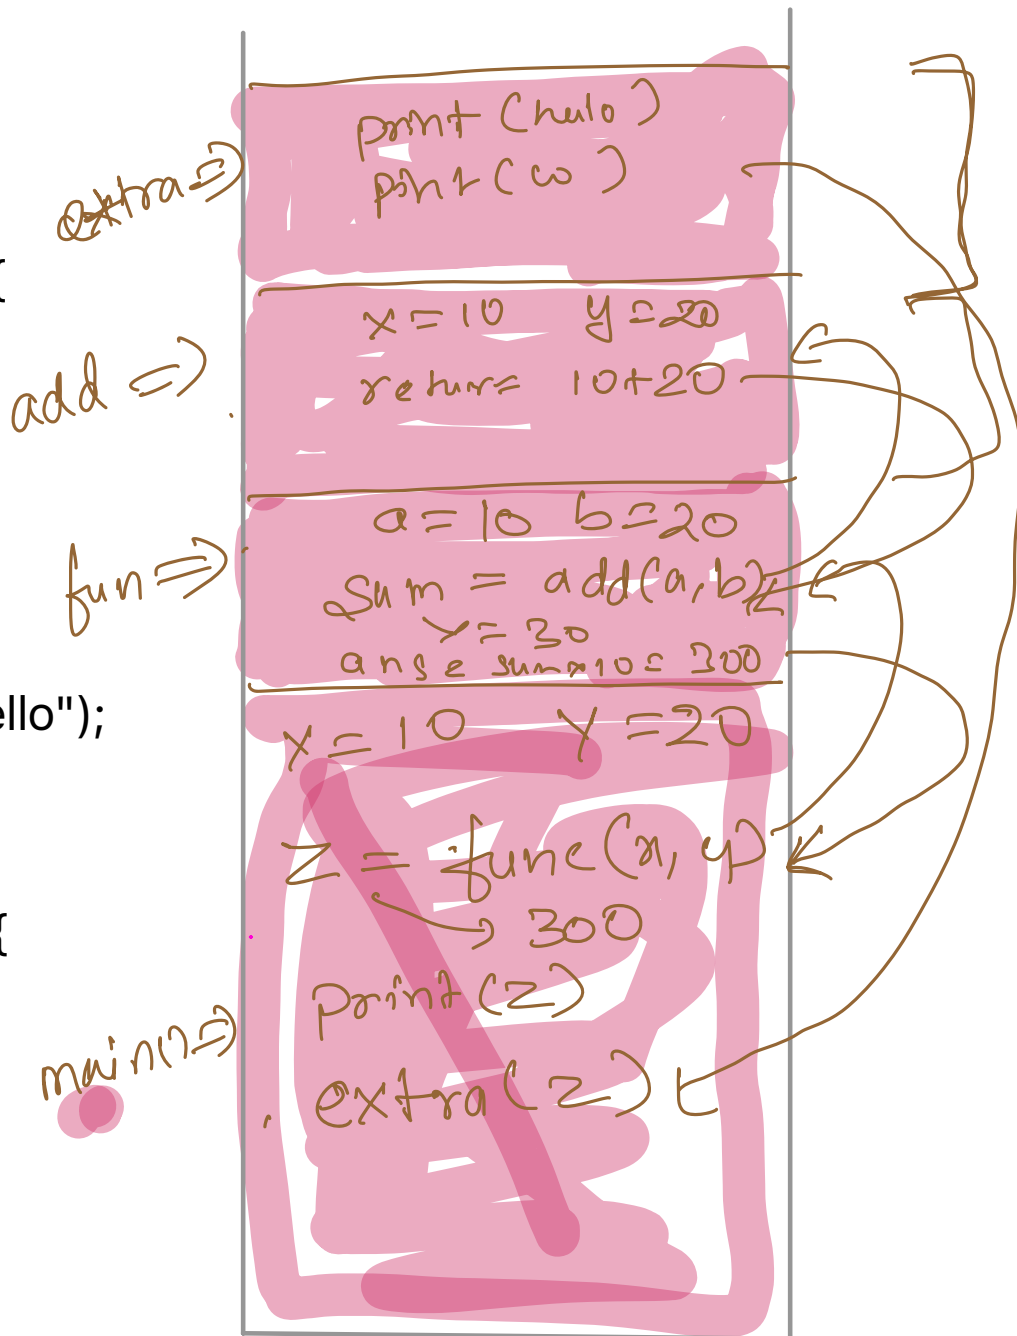 print (hulo)
print (w)
extra =>
{
x = 10 y = 20
add =>
return = 10+20
a = 10 b = 20
fun =>
Sum = add(a,b)
Y = 30
ans = sum x 10 = 300
ello");
x = 10 Y = 20
Z = func(x, y)
300
{
print (z)
main() =>
extra (z)